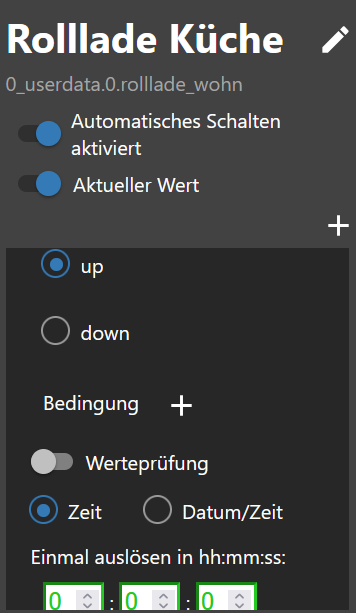 Rolllade Küche
0_userdata.0.rolllade_wohn
Automatisches Schalten
aktiviert
Aktueller Wert
up
down
Bedingung
Werteprüfung
Zeit Datum/Zeit
Einmal auslösen in hh:mm:ss:
0 : 0 : 0